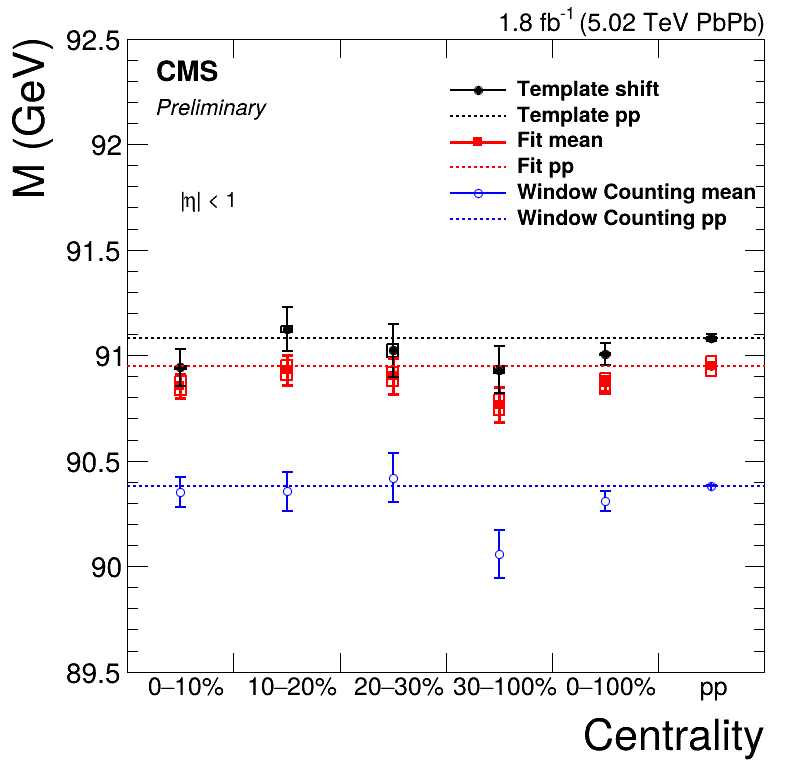 1.8 fb-1 (5.02 TeV PbPb)
M (GeV)
92.5
92
91.5
91
90.5
90
89.5
CMS
Preliminary
|η| < 1
Template shift
Template pp
Fit mean
Fit pp
Window Counting mean
Window Counting pp
0–10% 10–20% 20–30% 30–100% 0–100% pp
Centrality